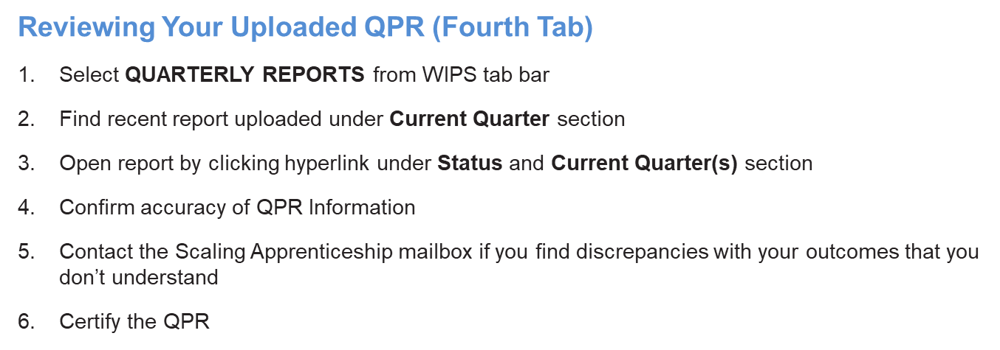 Reviewing Your Uploaded QPR (Fourth Tab)
1. Select QUARTERLY REPORTS from WIPS tab bar
2. Find recent report uploaded under Current Quarter section
3. Open report by clicking hyperlink under Status and Current Quarter(s) section
4. Confirm accuracy of QPR Information
5. Contact the Scaling Apprenticeship mailbox if you find discrepancies with your outcomes that you
don’t understand
6. Certify the QPR